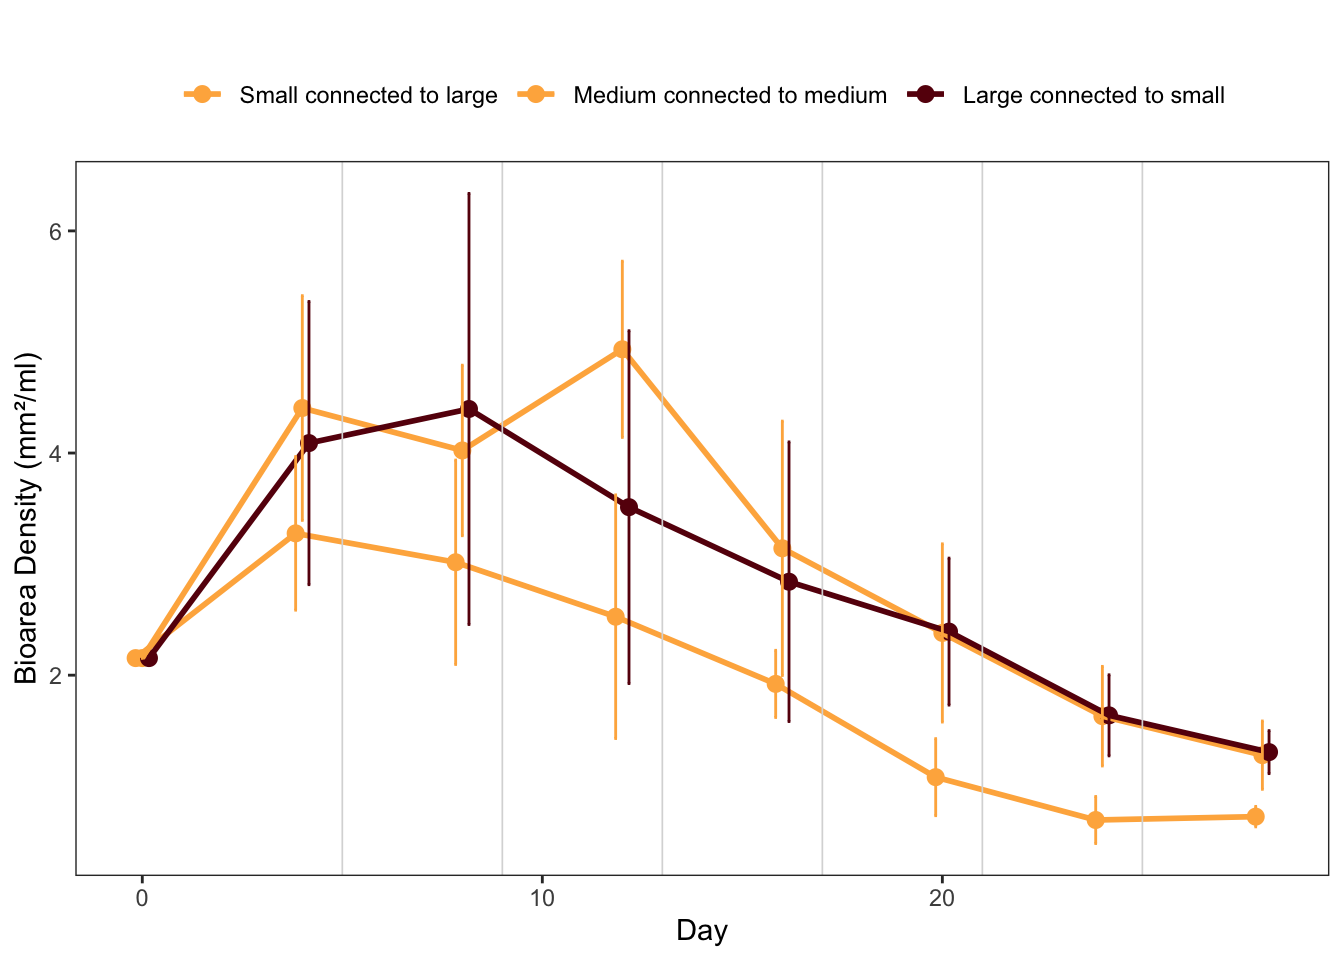 Small connected to large Medium connected to medium Large connected to small
Bioarea Density (mm²/ml)
6
4
2
0 10 20
Day